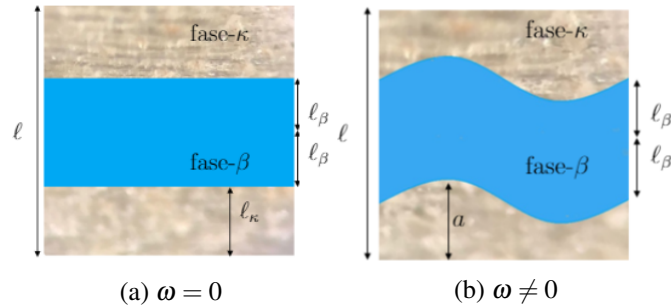 fase-κ
ℓ
ℓβ
ℓβ
fase-β
ℓκ
(a) ω = 0
fase-κ
ℓ
ℓβ
ℓβ
fase-β
a
(b) ω ≠ 0